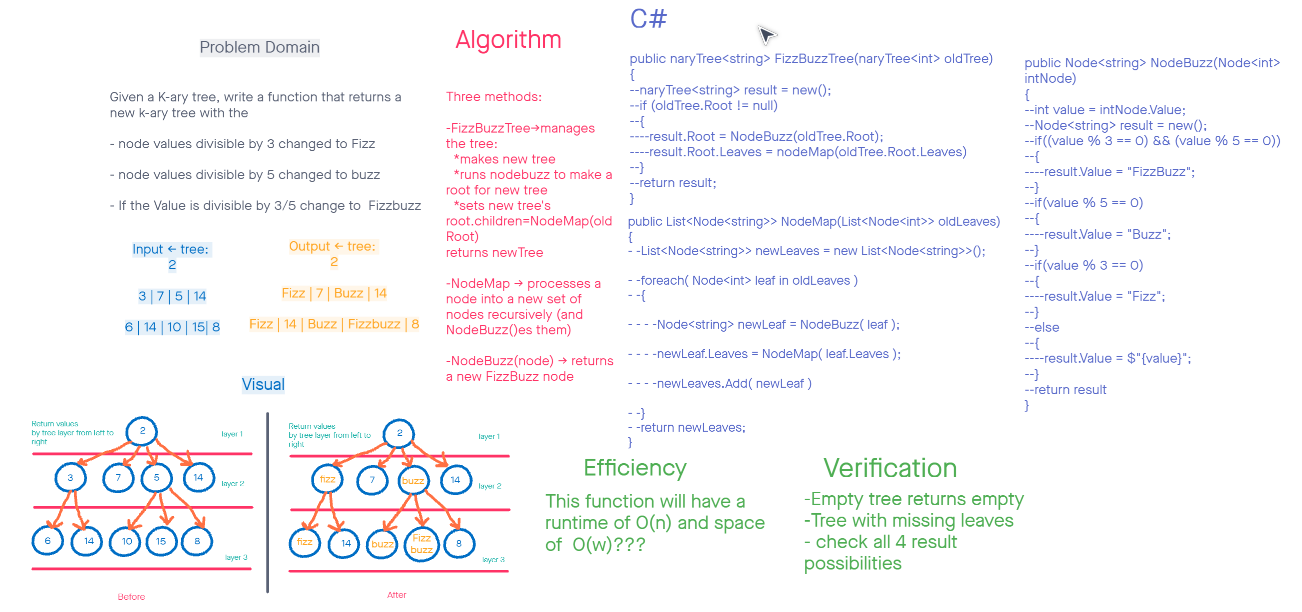 Problem Domain
Given a K-ary tree, write a function that returns a
new k-ary tree with the
- node values divisible by 3 changed to Fizz
- node values divisible by 5 changed to buzz
- If the Value is divisible by 3/5 change to  Fizzbuzz
Input ← tree:
2
3 | 7 | 5 | 14
6 | 14 | 10 | 15| 8
Output ← tree:
2
Fizz | 7 | Buzz | 14
Fizz | 14 | Buzz | Fizzbuzz | 8
Visual
Return values
by tree layer from left to
right
2
layer 1
3
7
5
14
layer 2
6
14
10
15
8
layer 3
Before
Return values
by tree layer from left to
right
2
layer 1
fizz
7
buzz
14
layer 2
fizz
14
buzz
Fizz
buzz
8
layer 3
After
Algorithm
Three methods:
-FizzBuzzTree→manages
the tree:
*makes new tree
*runs nodebuzz to make a
root for new tree
*sets new tree's
root.children=NodeMap(old
Root)
returns newTree
-NodeMap → processes a
node into a new set of
nodes recursively (and
NodeBuzz()es them)
-NodeBuzz(node) → returns
a new FizzBuzz node
C#
public naryTree<string> FizzBuzzTree(naryTree<int> oldTree)
{
--naryTree<string> result = new();
--if (oldTree.Root != null)
--{
----result.Root = NodeBuzz(oldTree.Root);
----result.Root.Leaves = nodeMap(oldTree.Root.Leaves)
--}
--return result;
}
public List<Node<string>> NodeMap(List<Node<int>> oldLeaves)
{
- -List<Node<string>> newLeaves = new List<Node<string>>();
- -foreach( Node<int> leaf in oldLeaves )
- -{
- - - -Node<string> newLeaf = NodeBuzz( leaf );
- - - -newLeaf.Leaves = NodeMap( leaf.Leaves );
- - - -newLeaves.Add( newLeaf )
- -}
- -return newLeaves;
}
public Node<string> NodeBuzz(Node<int>
intNode)
{
--int value = intNode.Value;
--Node<string> result = new();
--if((value % 3 == 0) && (value % 5 == 0))
--{
----result.Value = "FizzBuzz";
--}
--if(value % 5 == 0)
--{
----result.Value = "Buzz";
--}
--if(value % 3 == 0)
--{
----result.Value = "Fizz";
--}
--else
--{
----result.Value = $"{value}";
--}
--return result
}
Efficiency
This function will have a
runtime of O(n) and space
of  O(w)???
Verification
-Empty tree returns empty
-Tree with missing leaves
- check all 4 result
possibilities